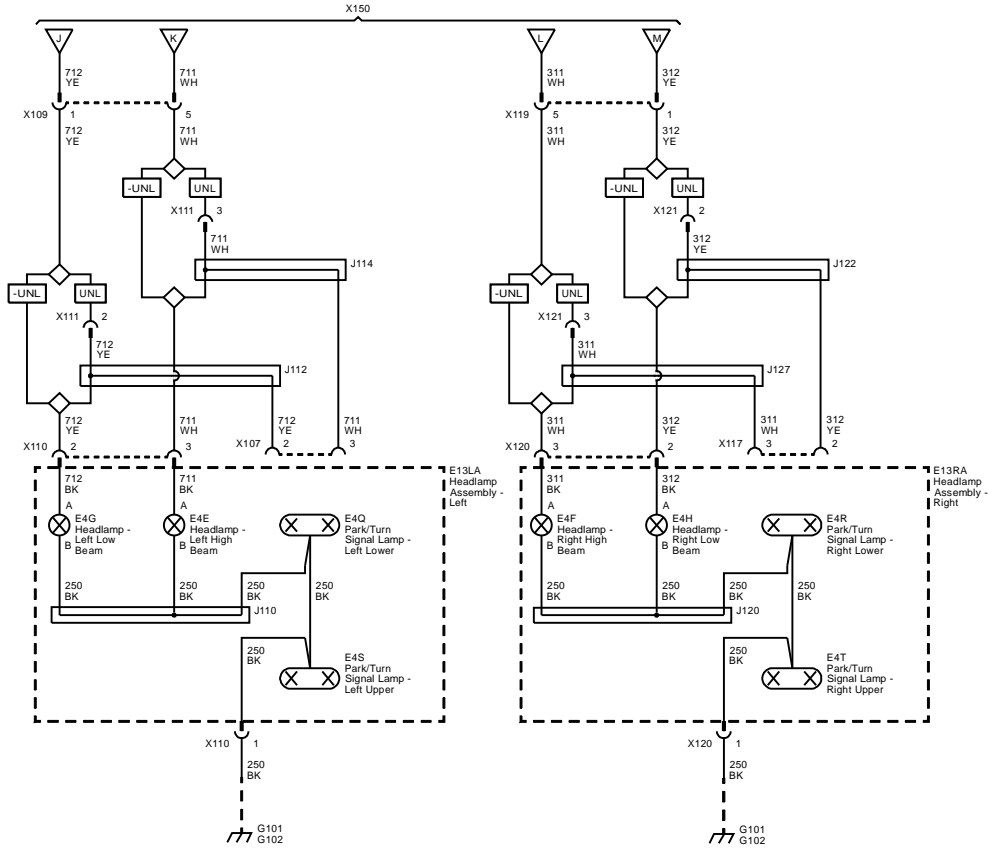 X150
J
K
L
M
712
YE
711
WH
311
WH
312
YE
X109
1
5
X119
5
1
712
YE
711
WH
311
WH
312
YE
-UNL
UNL
-UNL
UNL
X111
3
X121
2
711
WH
312
YE
J114
J122
-UNL
UNL
-UNL
UNL
X111
2
X121
3
712
YE
311
WH
J112
J127
712
YE
711
WH
712
YE
711
WH
311
WH
312
YE
311
WH
312
YE
X110
2
3
X107
2
3
X120
3
2
X117
3
2
E13LA
Headlamp
Assembly -
Left
E13RA
Headlamp
Assembly -
Right
712
BK
711
BK
311
BK
312
BK
A
E4G
Headlamp -
Left Low
Beam
B
A
E4E
Headlamp -
Left High
Beam
B
E4Q
Park/Turn
Signal Lamp -
Left Lower
A
E4F
Headlamp -
Right High
Beam
B
A
E4H
Headlamp -
Right Low
Beam
B
E4R
Park/Turn
Signal Lamp -
Right Lower
250
BK
250
BK
250
BK
250
BK
250
BK
250
BK
250
BK
250
BK
J110
J120
250
BK
E4S
Park/Turn
Signal Lamp -
Left Upper
250
BK
E4T
Park/Turn
Signal Lamp -
Right Upper
X110
1
X120
1
250
BK
250
BK
G101
G102
G101
G102